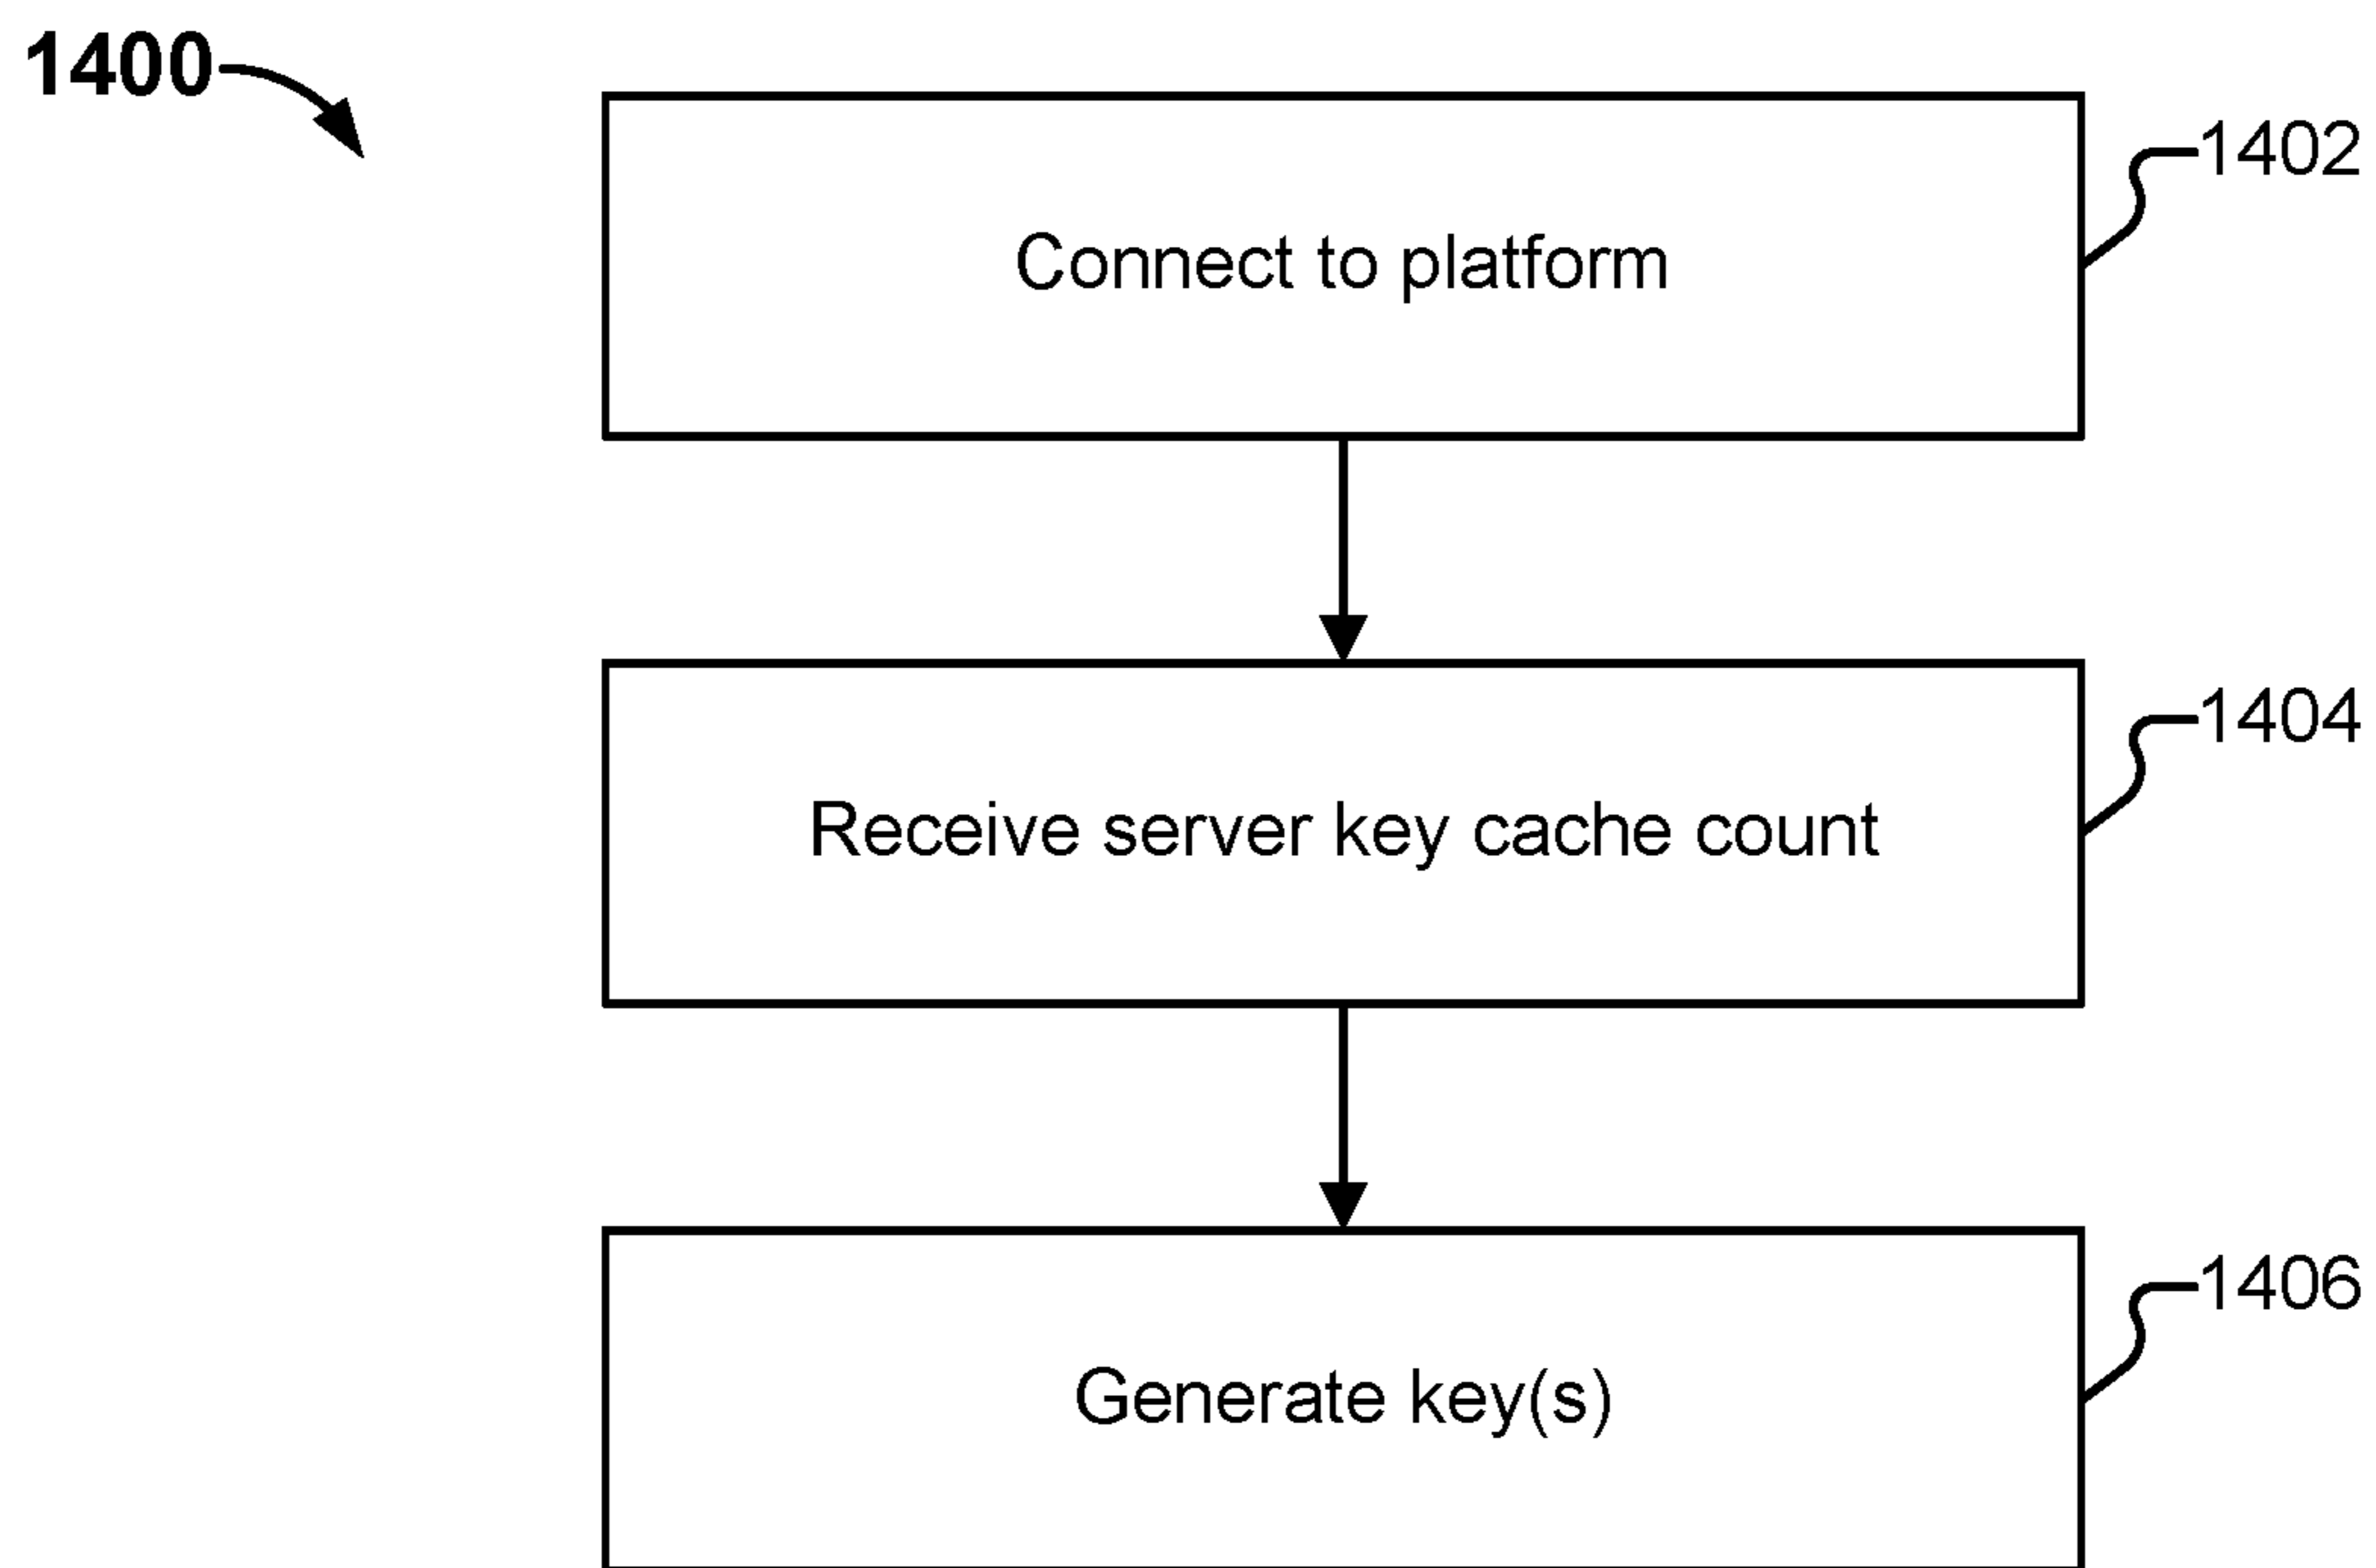 1400
1402
Connect to platform
1404
Receive server key cache count
1406
Generate key(s)